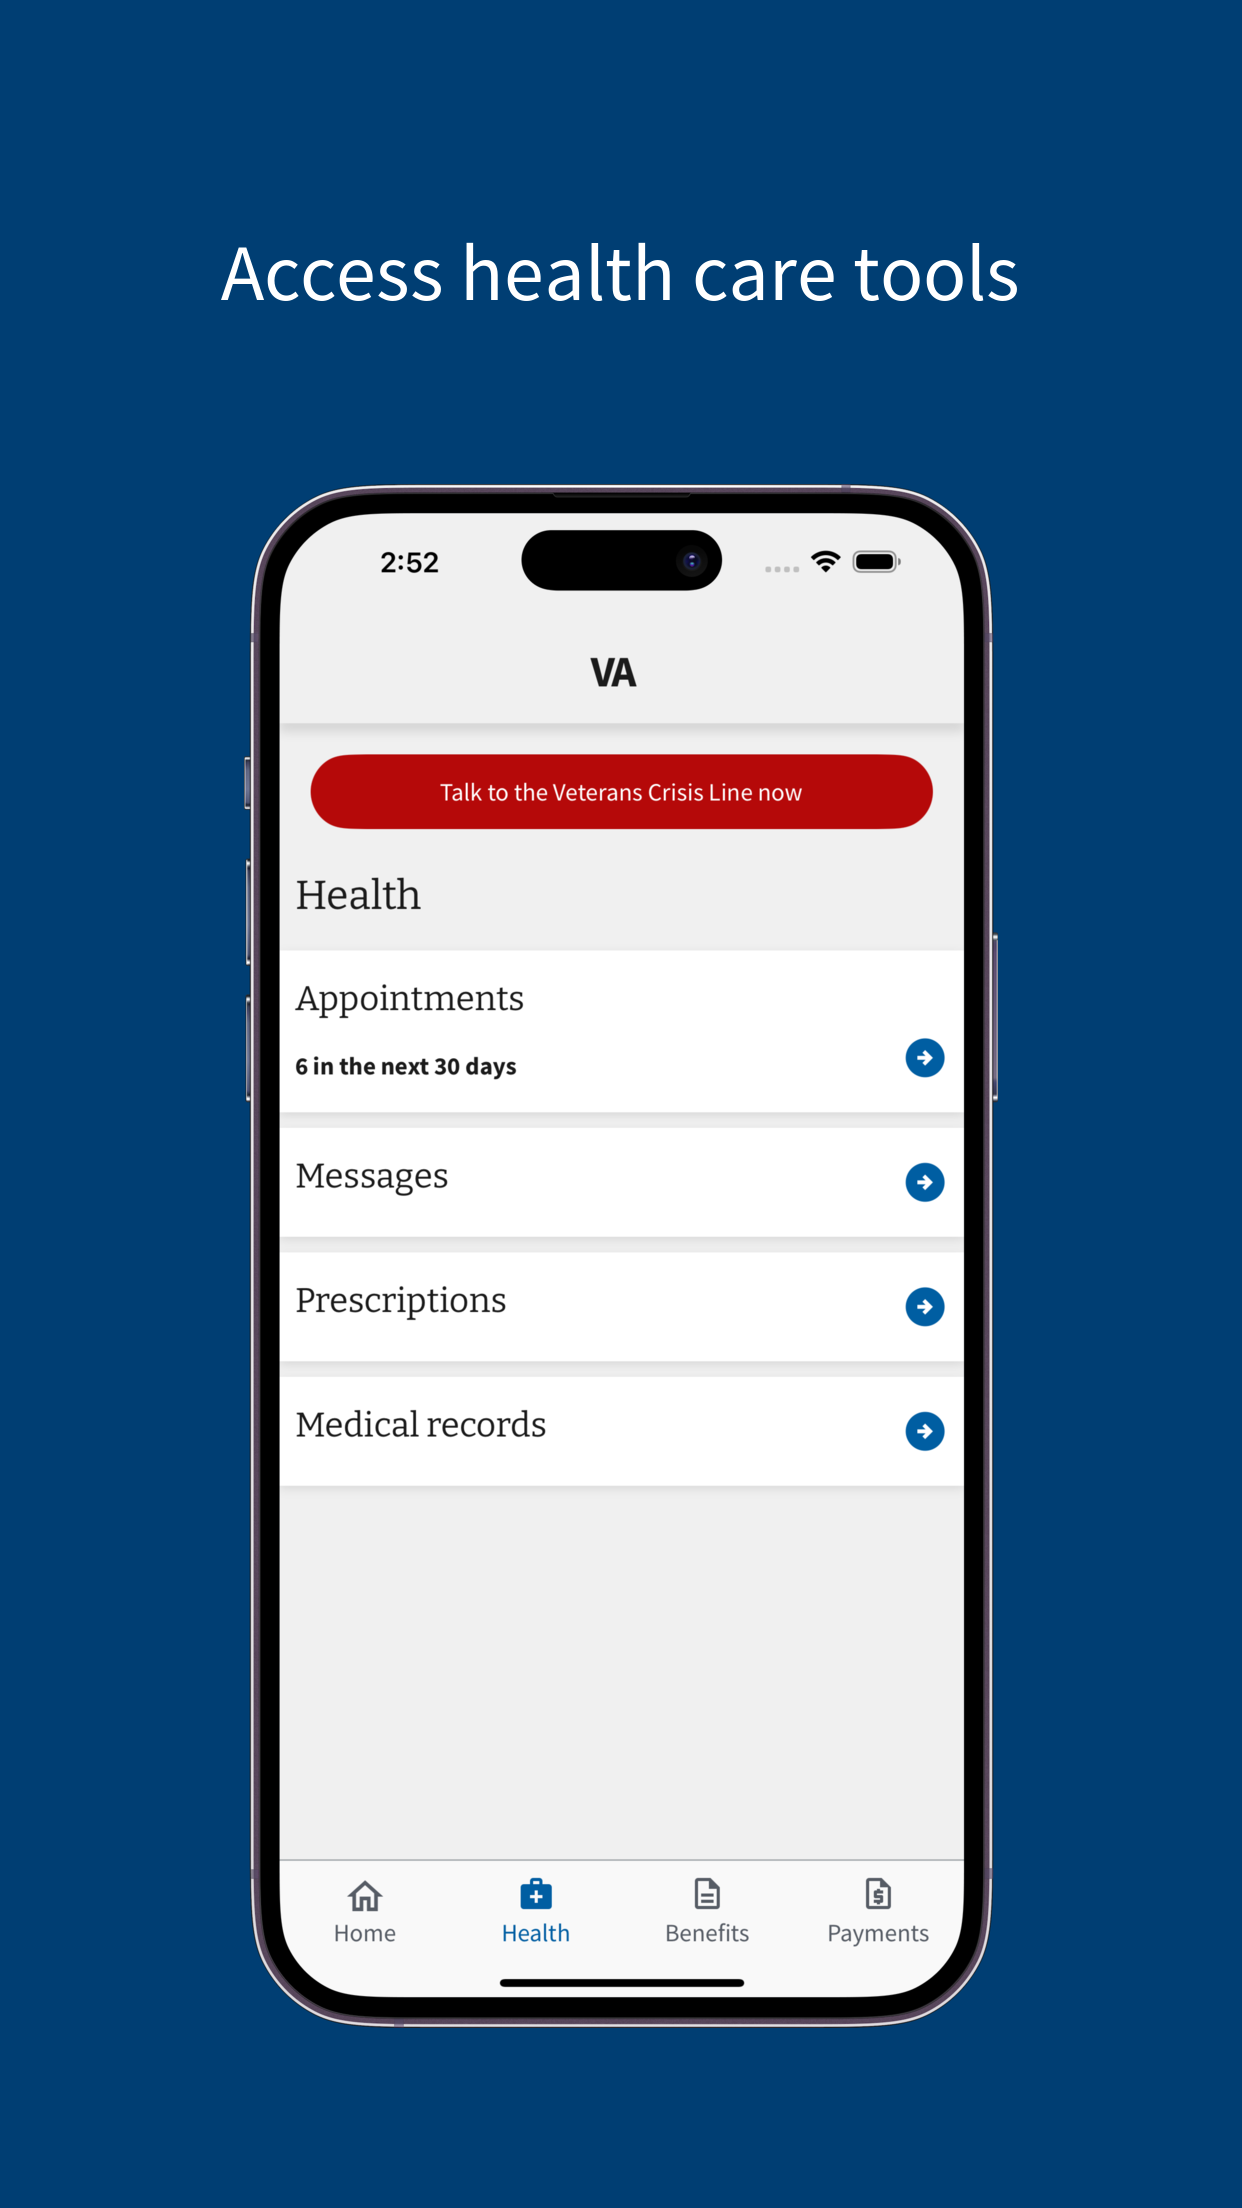 Access health care tools
2:52
VA
Talk to the Veterans Crisis Line now
Health
Appointments
6 in the next 30 days
Messages
Prescriptions
Medical records
Home
Health
Benefits
Payments